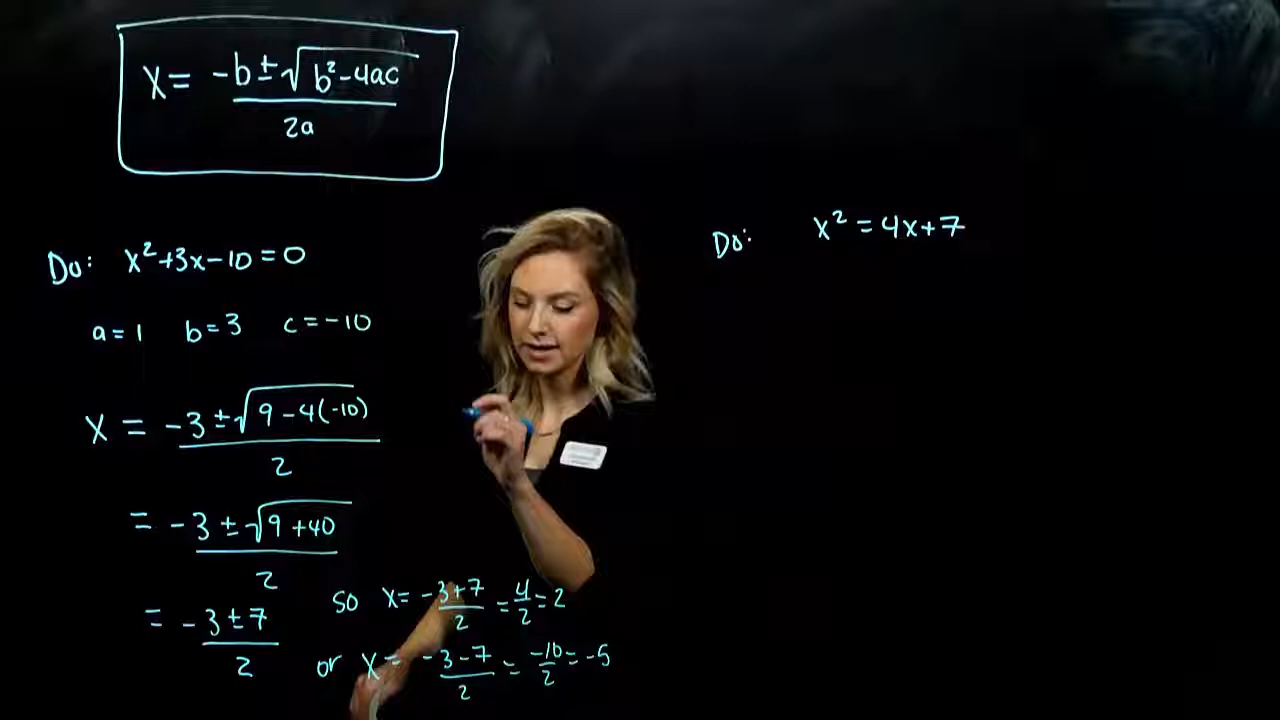 x = -b ± √(b² - 4ac) / 2a
Do: x² + 3x - 10 = 0
a = 1 b = 3 c = -10
x = -3 ± √(9 - 4(-10)) / 2
= -3 ± √(9 + 40) / 2
= -3 ± 7 / 2
so x = -3 + 7 / 2 = 4/2 = 2
or x = -3 - 7 / 2 = -10/2 = -5
Do: x² = 4x + 7